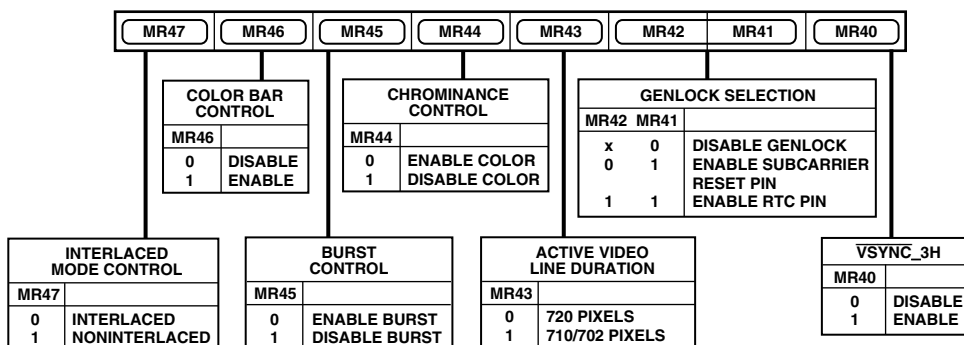 MR47 MR46 MR45 MR44 MR43 MR42 MR41 MR40
COLOR BAR
CONTROL
MR46
0 DISABLE
1 ENABLE
CHROMINANCE
CONTROL
MR44
0 ENABLE COLOR
1 DISABLE COLOR
GENLOCK SELECTION
MR42 MR41
x 0 DISABLE GENLOCK
0 1 ENABLE SUBCARRIER
RESET PIN
1 1 ENABLE RTC PIN
INTERLACED
MODE CONTROL
MR47
0 INTERLACED
1 NONINTERLACED
BURST
CONTROL
MR45
0 ENABLE BURST
1 DISABLE BURST
ACTIVE VIDEO
LINE DURATION
MR43
0 720 PIXELS
1 710/702 PIXELS
VSYNC_3H
MR40
0 DISABLE
1 ENABLE